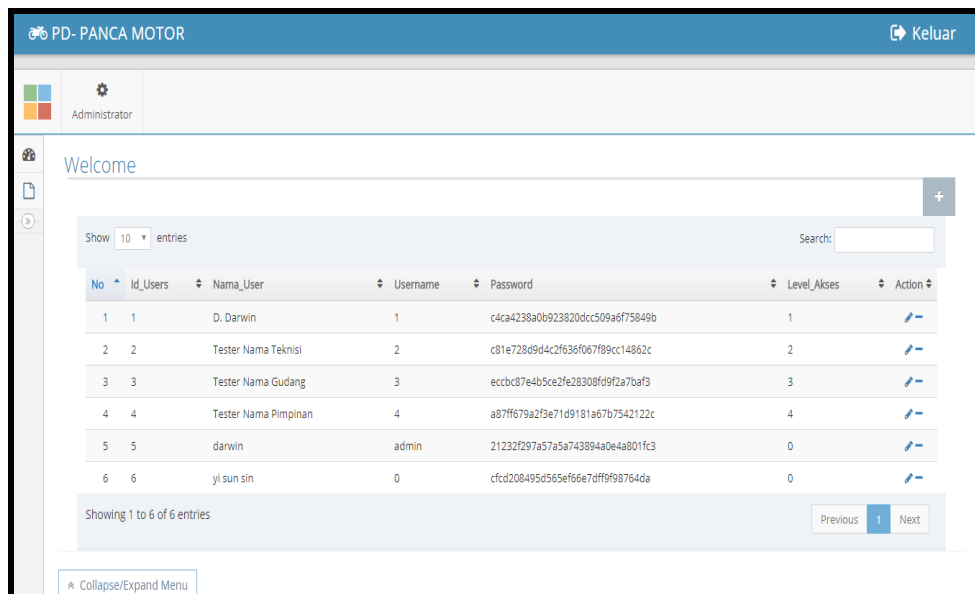 PD- PANCA MOTOR Keluar
Administrator
Welcome
+
Show 10 entries Search:
No Id_Users Nama_User Username Password Level_Akses Action
1 1 D. Darwin 1 c4ca4238a0b923820dcc509a6f75849b 1
2 2 Tester Nama Teknisi 2 c81e728d9d4c2f636f067f89cc14862c 2
3 3 Tester Nama Gudang 3 eccbc87e4b5ce2fe28308fd9f2a7baf3 3
4 4 Tester Nama Pimpinan 4 a87ff679a2f3e71d9181a67b7542122c 4
5 5 darwin admin 21232f297a57a5a743894a0e4a801fc3 0
6 6 yi sun sin 0 cfcd208495d565ef66e7dff9f98764da 0
Showing 1 to 6 of 6 entries Previous 1 Next
Collapse/Expand Menu